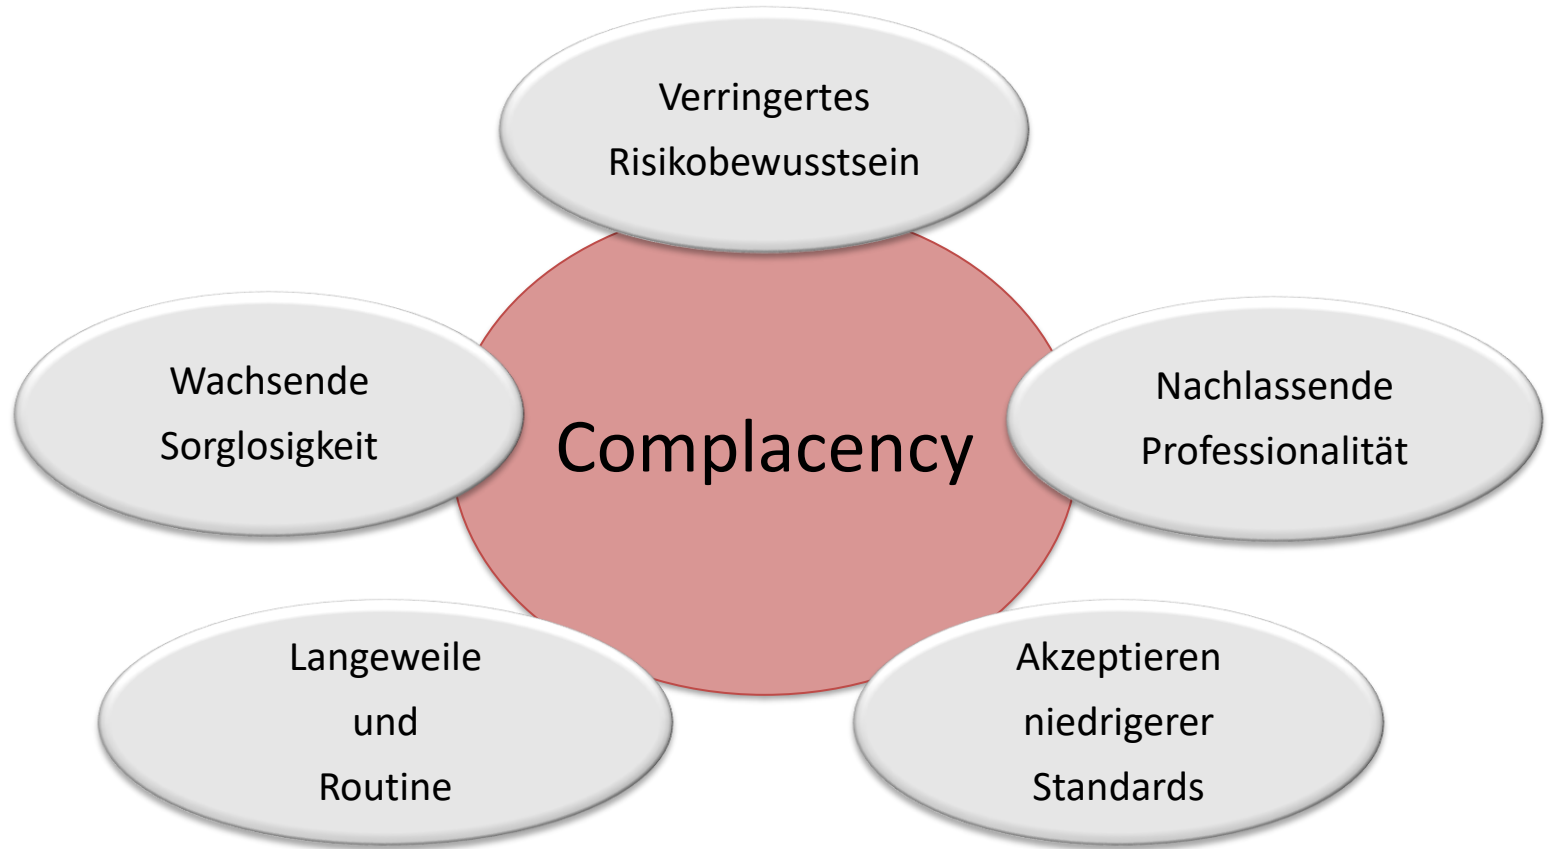 Verringertes
Risikobewusstsein
Wachsende
Sorglosigkeit
Complacency
Nachlassende
Professionalität
Langeweile
und
Routine
Akzeptieren
niedrigerer
Standards